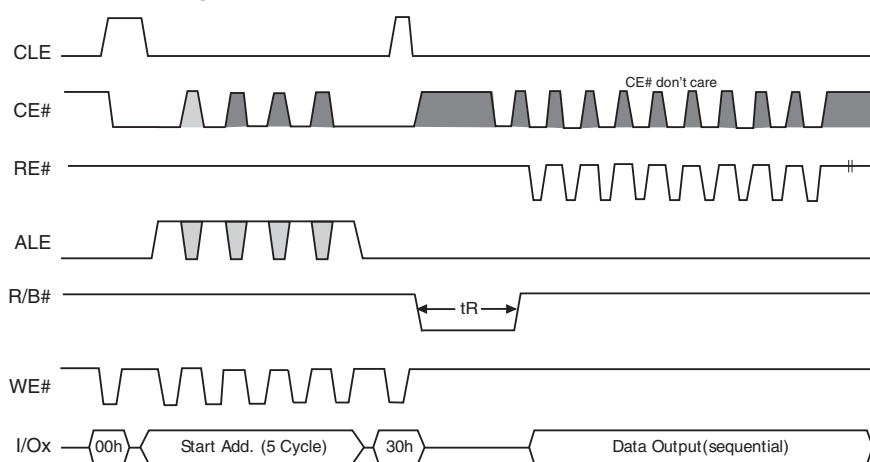 CLE
CE# don't care
CE#
RE#
ALE
R/B#
tR
WE#
I/Ox
00h
Start Add. (5 Cycle)
30h
Data Output(sequential)